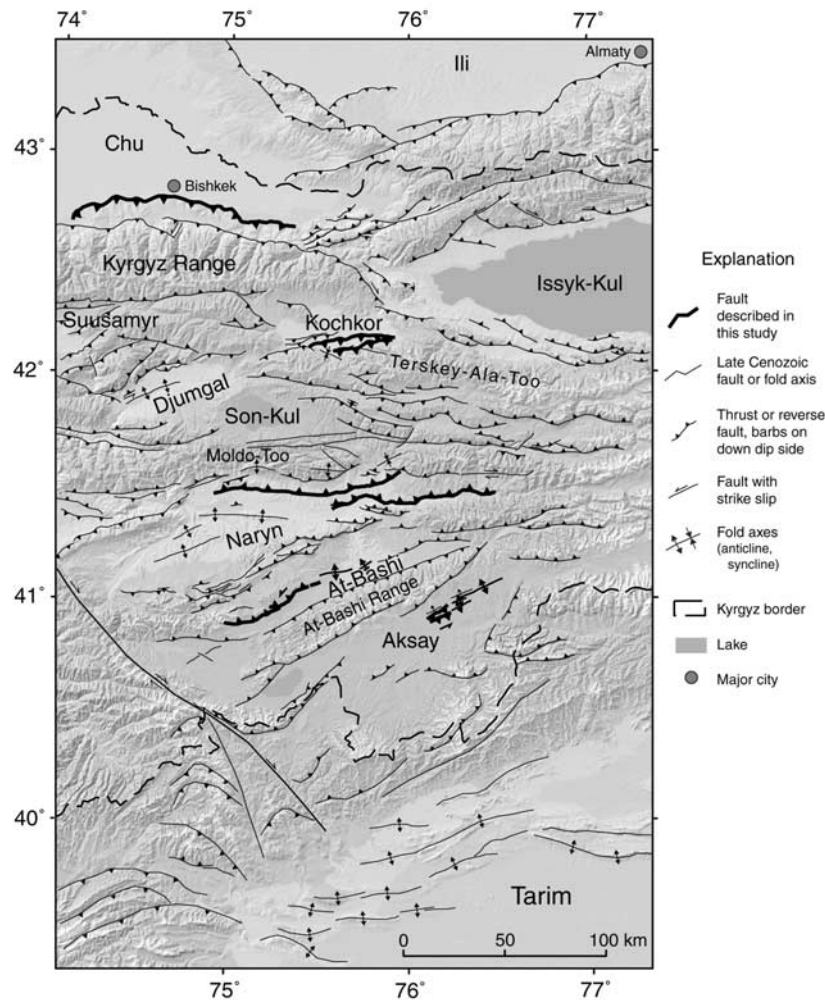 74˚ 75˚ 76˚ 77˚
Almaty
Ili
43˚
Chu
Bishkek
Kyrgyz Range
Issyk-Kul
Suusamyr
Kochkor
42˚
Terskey-Ala-Too
Djumgal
Son-Kul
Moldo-Too
Naryn
At-Bashi
41˚
At-Bashi Range
Aksay
40˚
Tarim
0 50 100 km
75˚ 76˚ 77˚
Explanation
Fault
described in
this study
Late Cenozoic
fault or fold axis
Thrust or reverse
fault, barbs on
down dip side
Fault with
strike slip
Fold axes
(anticline,
syncline)
Kyrgyz border
Lake
Major city